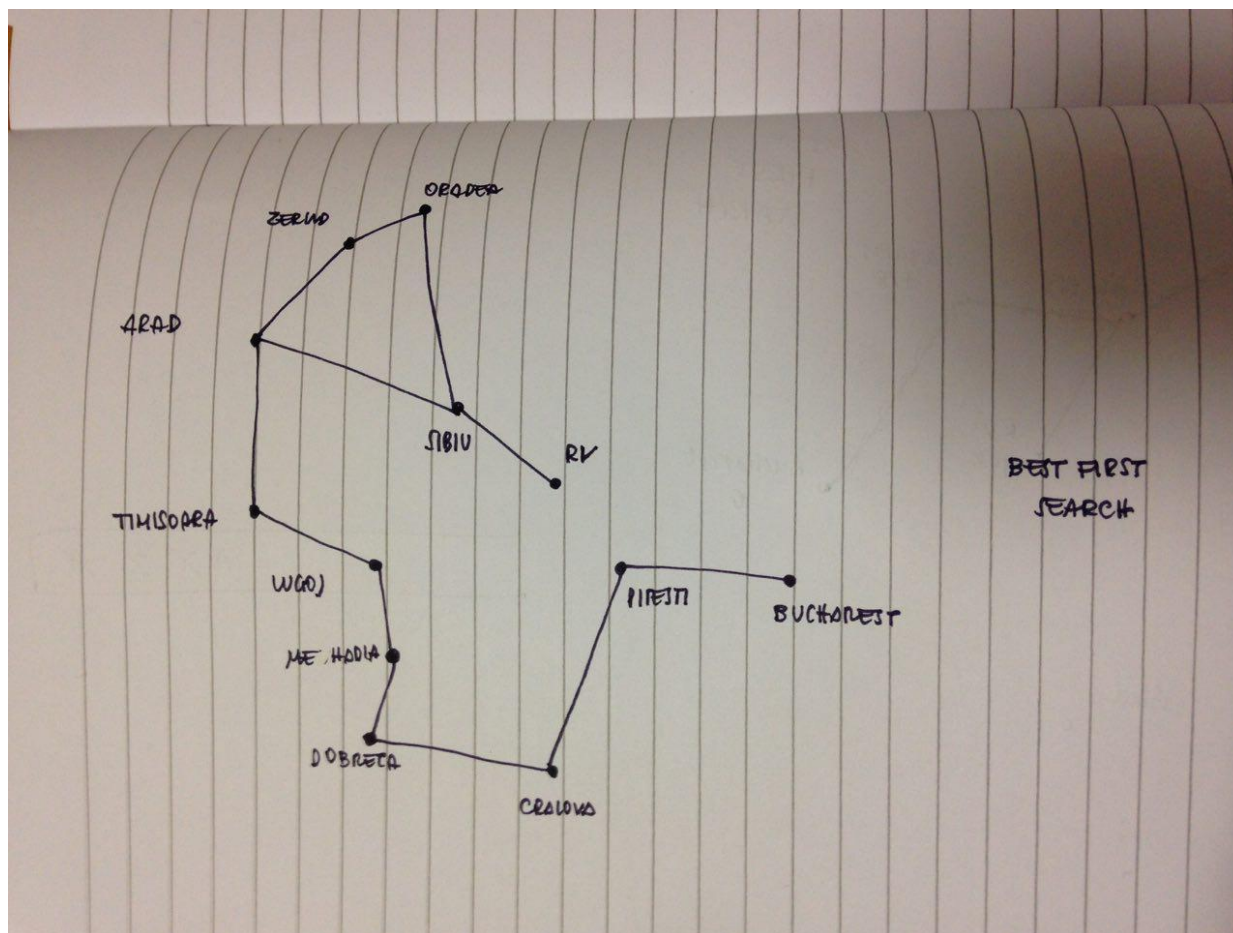 ORADEA
ZERIND
ARAD
SIBIU
RV
BEST FIRST
SEARCH
TIMISOARA
LUGOJ
PITESTI
BUCHAREST
ME.HADIA
DOBRETA
CRAIOVA